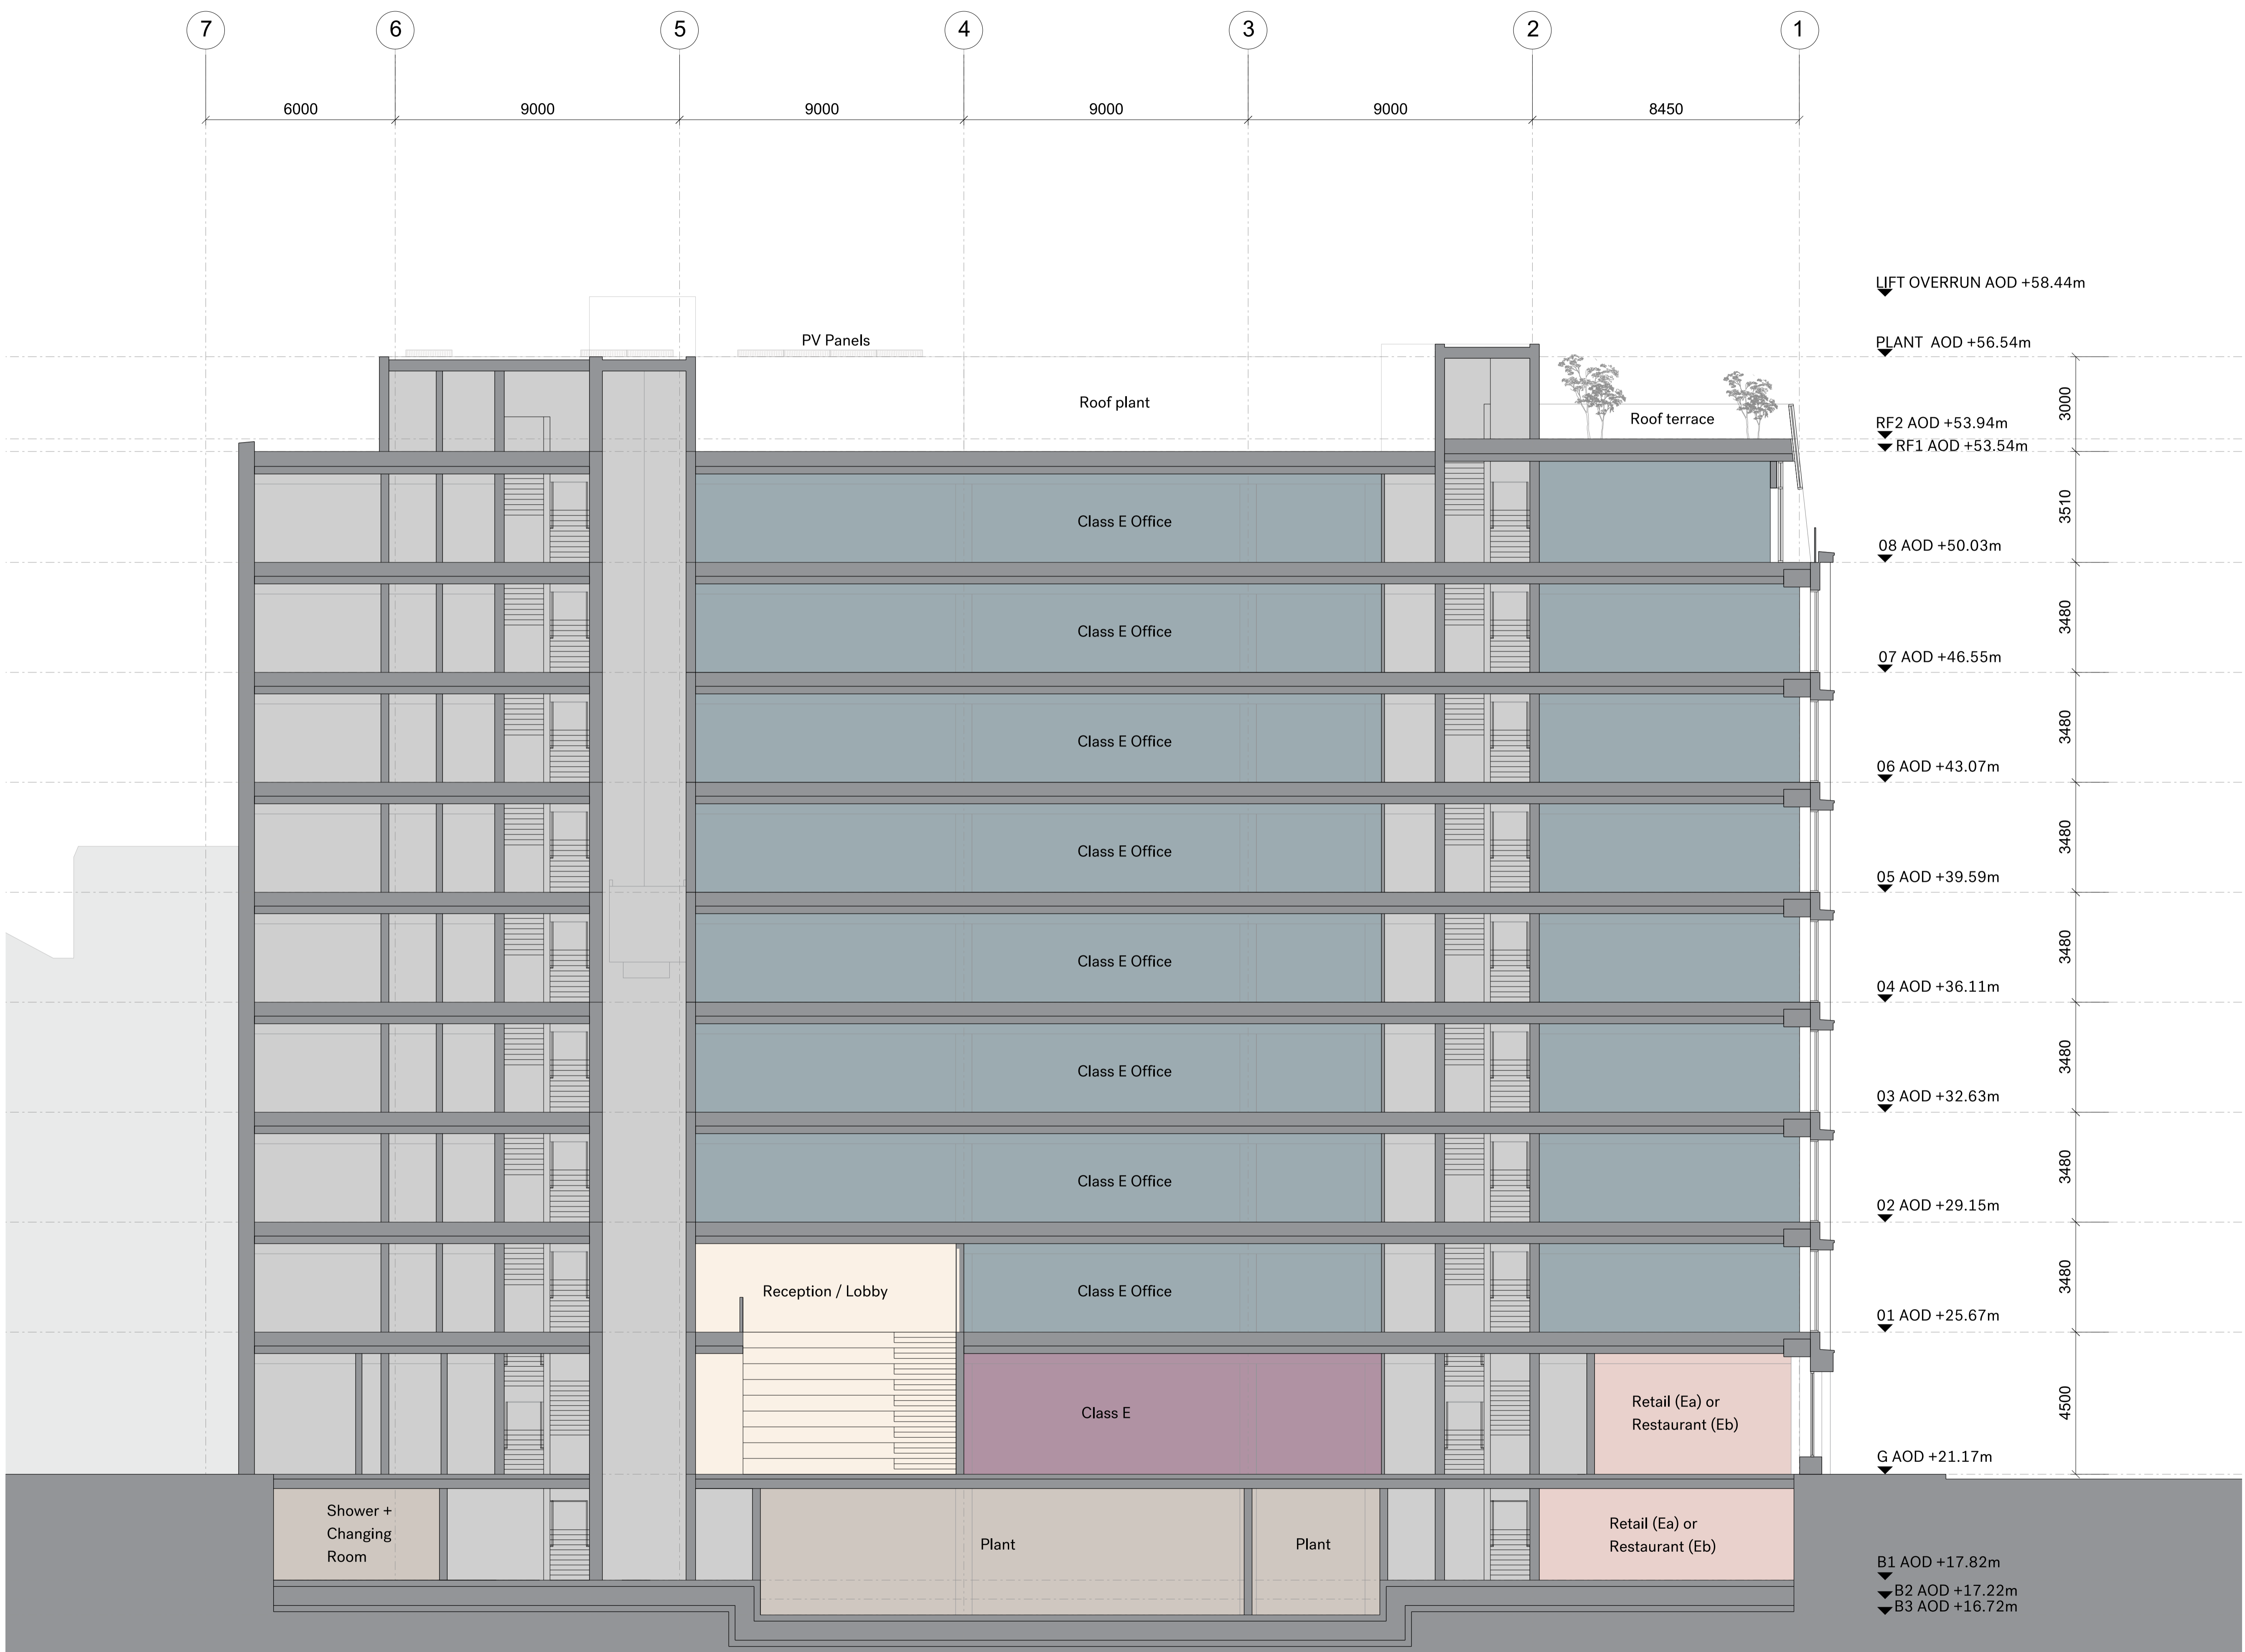 7 6 5 4 3 2 1
6000 9000 9000 9000 9000 8450
LIFT OVERRUN AOD +58.44m
PV Panels
PLANT AOD +56.54m
3000
Roof plant
Roof terrace
RF2 AOD +53.94m
RF1 AOD +53.54m
3510
Class E Office
08 AOD +50.03m
3480
Class E Office
07 AOD +46.55m
3480
Class E Office
06 AOD +43.07m
3480
Class E Office
05 AOD +39.59m
3480
Class E Office
04 AOD +36.11m
3480
Class E Office
03 AOD +32.63m
3480
Class E Office
02 AOD +29.15m
3480
Reception / Lobby
Class E Office
01 AOD +25.67m
4500
Class E
Retail (Ea) or
Restaurant (Eb)
G AOD +21.17m
Shower +
Changing
Room
Plant
Plant
Retail (Ea) or
Restaurant (Eb)
B1 AOD +17.82m
B2 AOD +17.22m
B3 AOD +16.72m